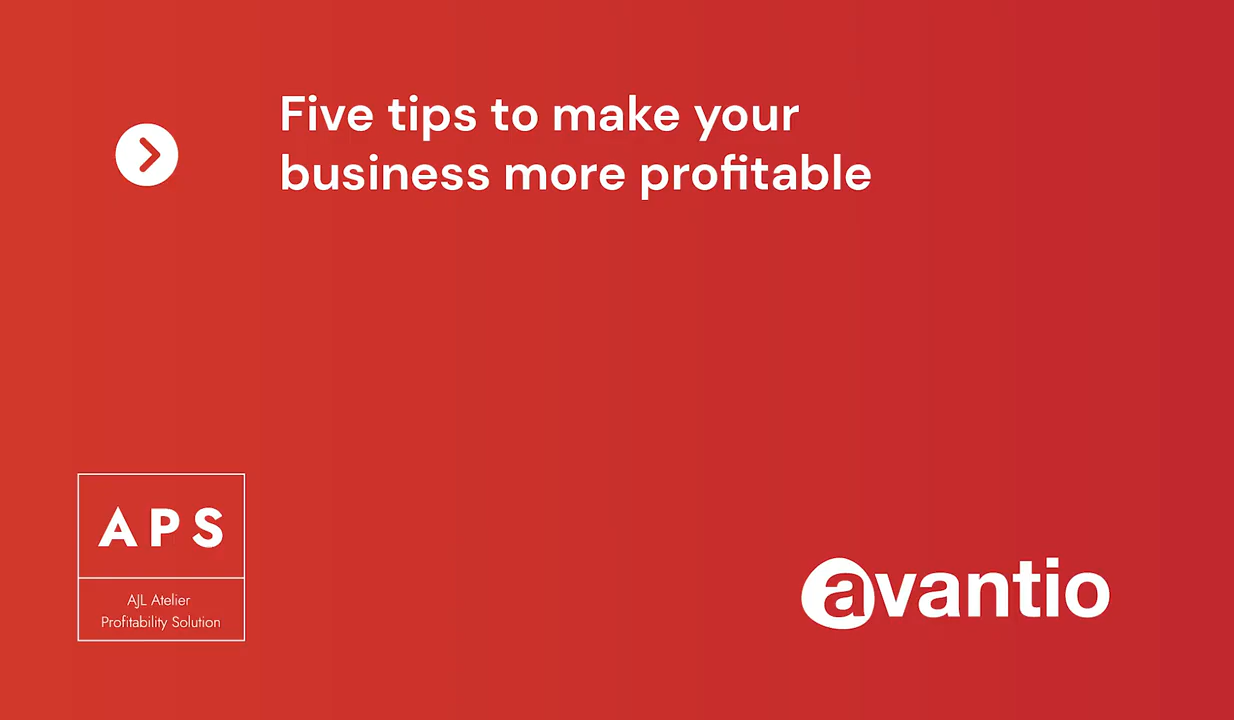 Five tips to make your
business more profitable
APS
AJL Atelier
Profitability Solution
avantio